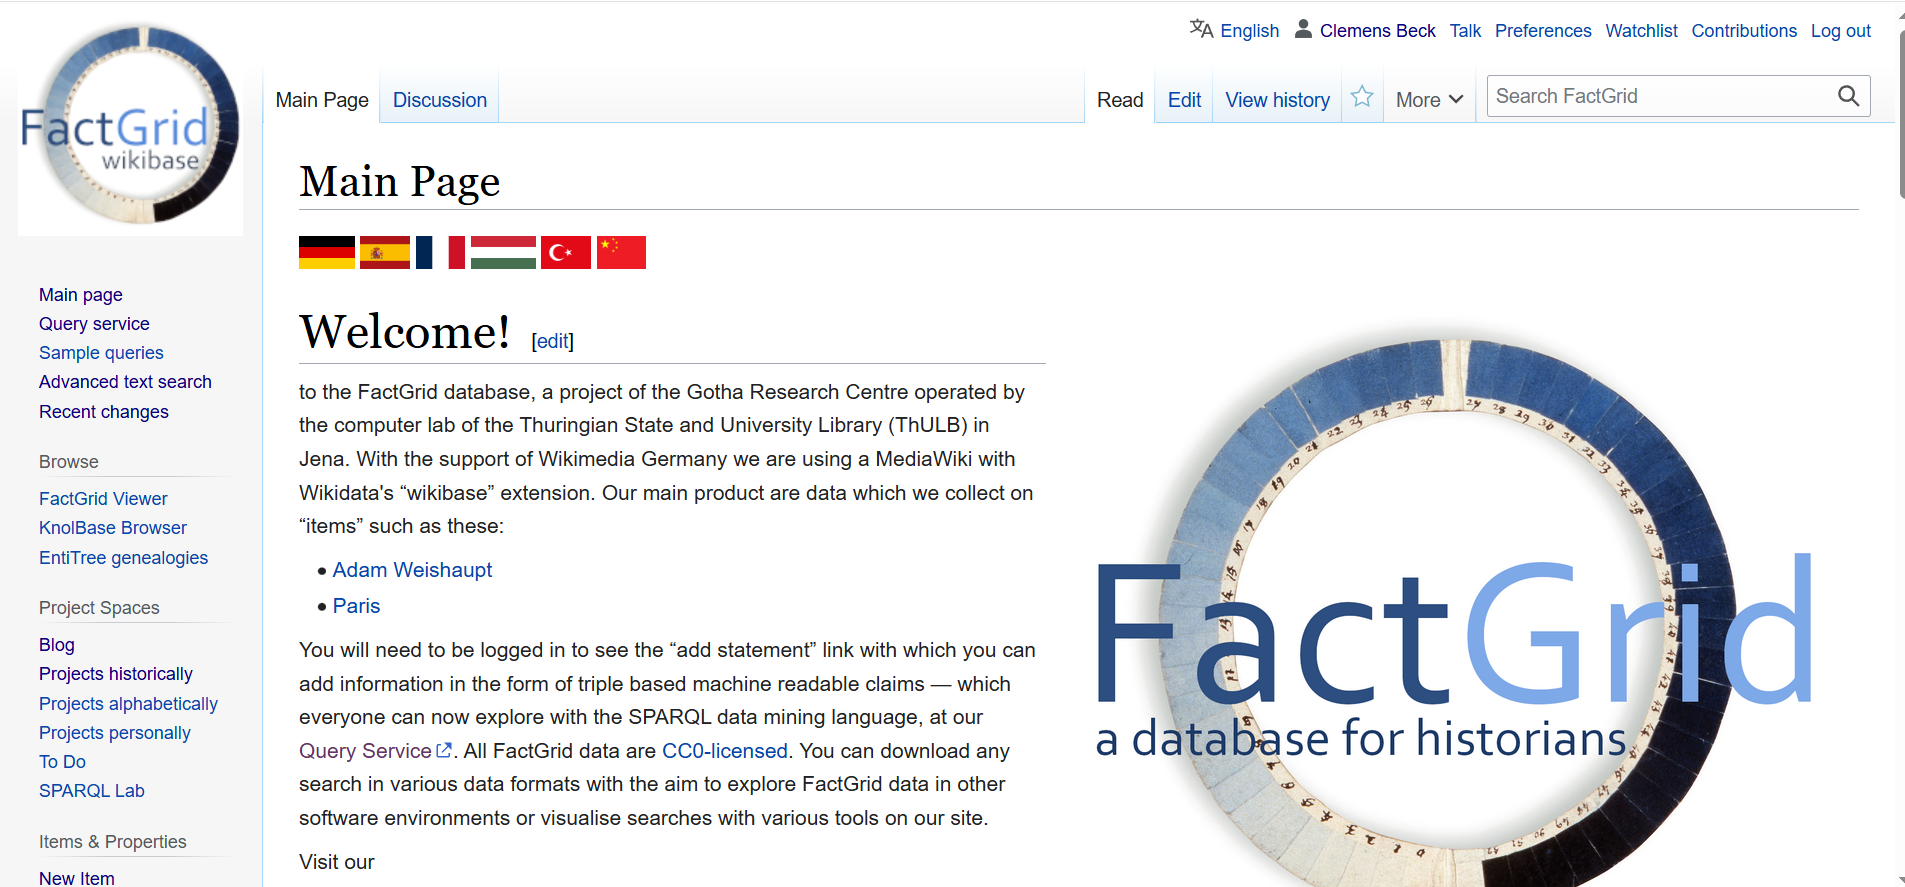 English Clemens Beck Talk Preferences Watchlist Contributions Log out
FactGrid
wikibase
Main Page Discussion Read Edit View history More Search FactGrid
Main Page
Main page
Query service
Sample queries
Advanced text search
Recent changes
Browse
FactGrid Viewer
KnolBase Browser
EntiTree genealogies
Project Spaces
Blog
Projects historically
Projects alphabetically
Projects personally
To Do
SPARQL Lab
Items & Properties
New Item
Welcome! [edit]
to the FactGrid database, a project of the Gotha Research Centre operated by
the computer lab of the Thuringian State and University Library (ThULB) in
Jena. With the support of Wikimedia Germany we are using a MediaWiki with
Wikidata's “wikibase” extension. Our main product are data which we collect on
“items” such as these:
• Adam Weishaupt
• Paris
You will need to be logged in to see the “add statement” link with which you can
add information in the form of triple based machine readable claims — which
everyone can now explore with the SPARQL data mining language, at our
Query Service. All FactGrid data are CC0-licensed. You can download any
search in various data formats with the aim to explore FactGrid data in other
software environments or visualise searches with various tools on our site.
Visit our
FactGrid
a database for historians